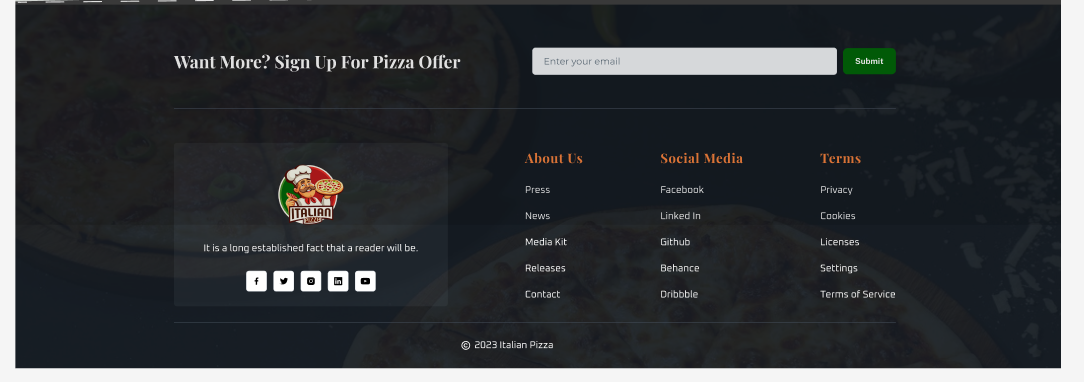 Want More? Sign Up For Pizza Offer
Enter your email
Submit
ITALIAN
PIZZA
It is a long established fact that a reader will be.
About Us
Press
News
Media Kit
Releases
Contact
Social Media
Facebook
Linked In
Github
Behance
Dribbble
Terms
Privacy
Cookies
Licenses
Settings
Terms of Service
© 2023 Italian Pizza